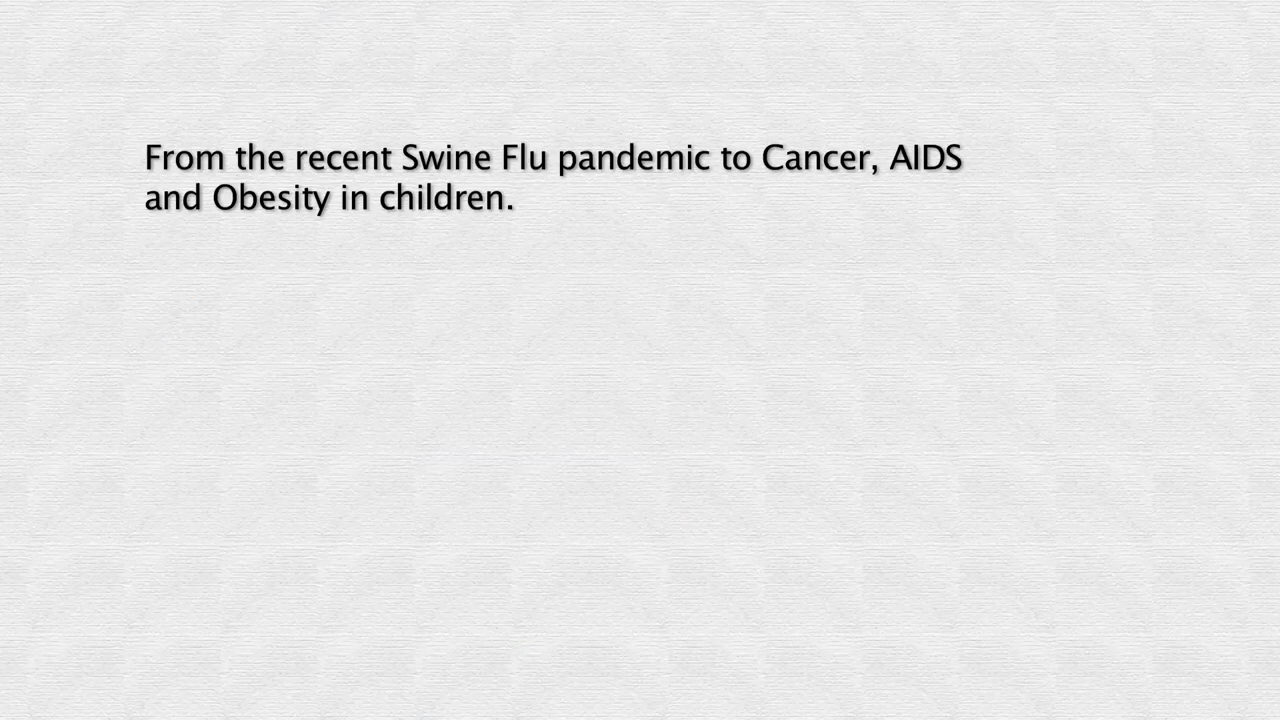 From the recent Swine Flu pandemic to Cancer, AIDS
and Obesity in children.